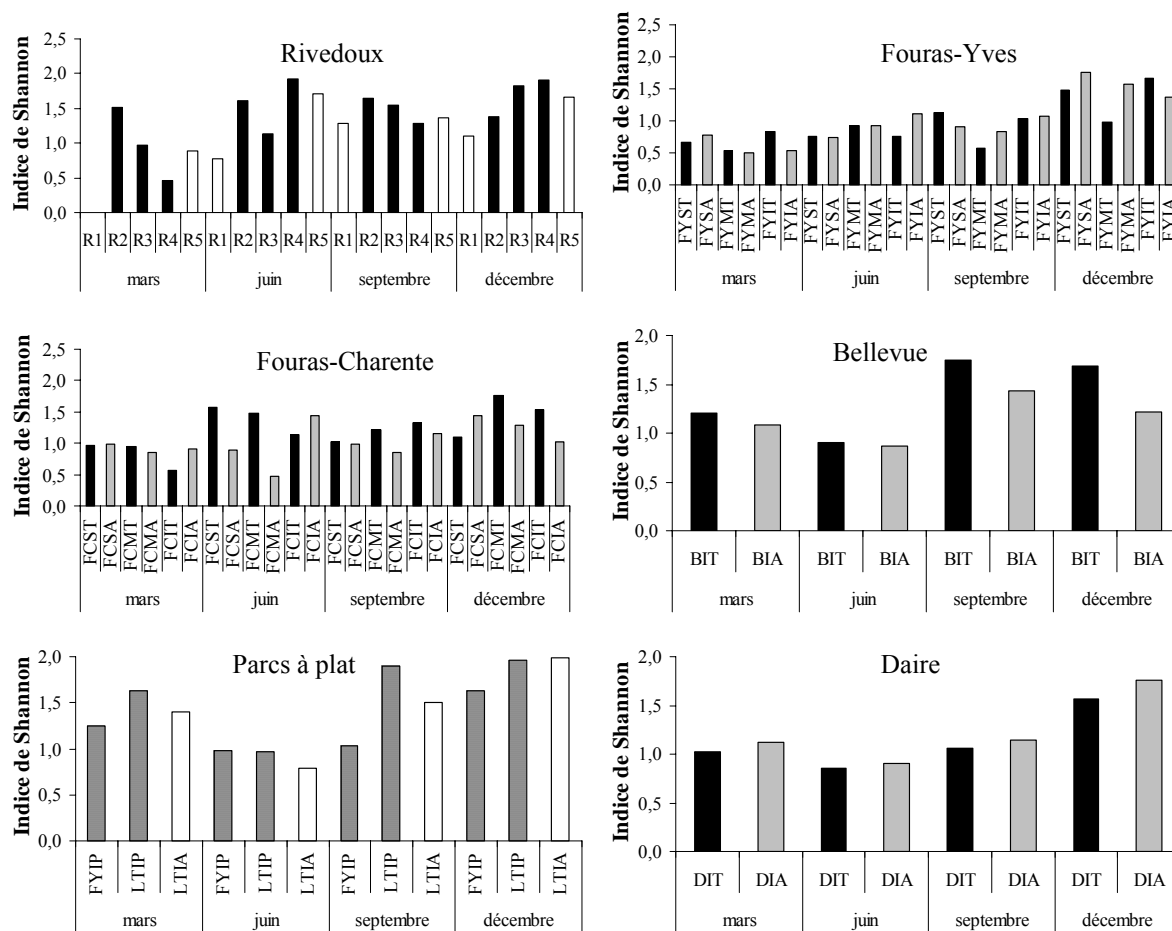 Rivedoux
Indice de Shannon
2,5
2,0
1,5
1,0
0,5
0,0
R1 R2 R3 R4 R5 R1 R2 R3 R4 R5 R1 R2 R3 R4 R5 R1 R2 R3 R4 R5
mars juin septembre décembre
Fouras-Yves
Indice de Shannon
2,5
2,0
1,5
1,0
0,5
0,0
FYST FYSA FYMT FYMA FYIT FYIA FYST FYSA FYMT FYMA FYIT FYIA FYST FYSA FYMT FYMA FYIT FYIA FYST FYSA FYMT FYMA FYIT FYIA
mars juin septembre décembre
Fouras-Charente
Indice de Shannon
2,5
2,0
1,5
1,0
0,5
0,0
FCST FCSA FCMT FCMA FCIT FCIA FCST FCSA FCMT FCMA FCIT FCIA FCST FCSA FCMT FCMA FCIT FCIA FCST FCSA FCMT FCMA FCIT FCIA
mars juin septembre décembre
Bellevue
Indice de Shannon
2,0
1,5
1,0
0,5
0,0
BIT BIA BIT BIA BIT BIA BIT BIA
mars juin septembre décembre
Parcs à plat
Indice de Shannon
2,0
1,5
1,0
0,5
0,0
FYIP LTIP LTIA FYIP LTIP LTIA FYIP LTIP LTIA FYIP LTIP LTIA
mars juin septembre décembre
Daire
Indice de Shannon
2,0
1,5
1,0
0,5
0,0
DIT DIA DIT DIA DIT DIA DIT DIA
mars juin septembre décembre